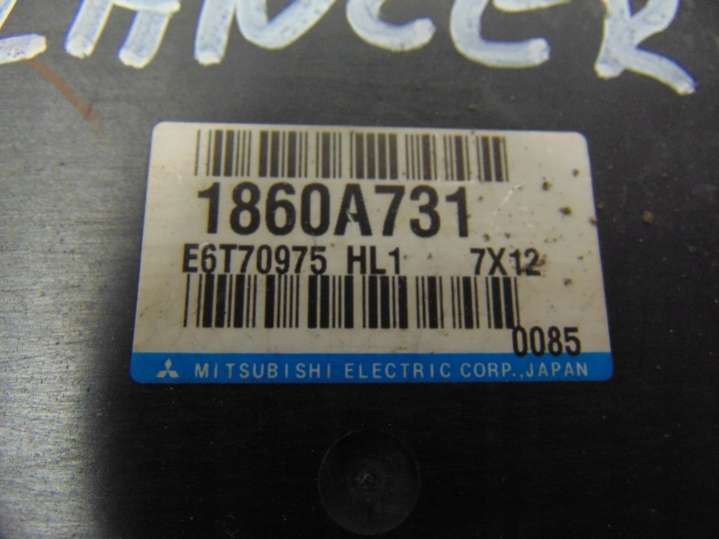 LANCER
1860A731
E6T70975 HL1 7X12
0085
MITSUBISHI ELECTRIC CORP.,JAPAN